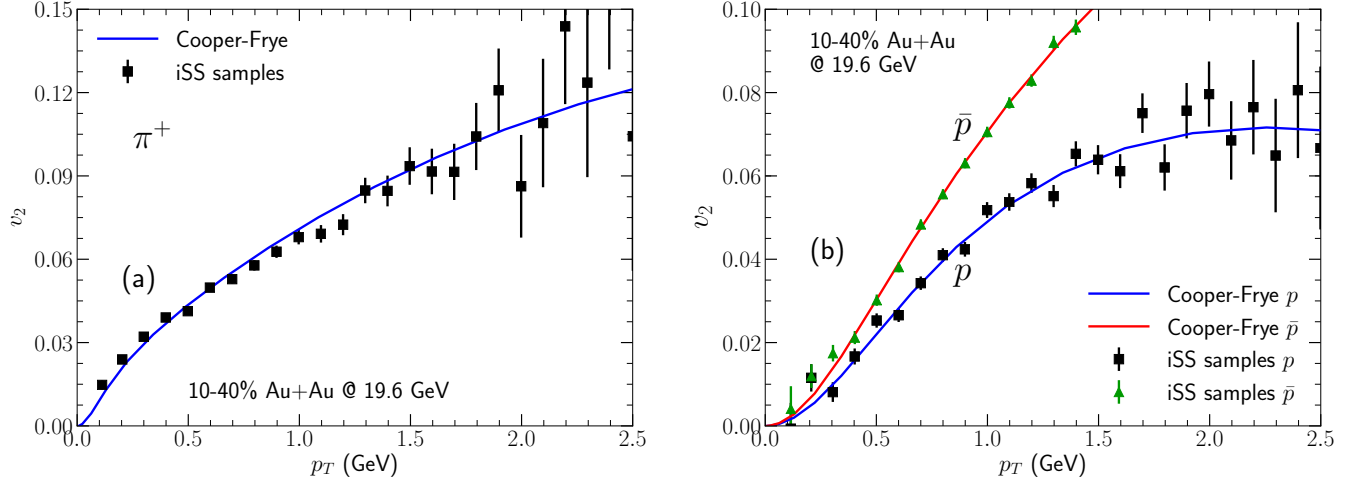 0.15
0.12
0.09
0.06
0.03
0.00
v₂
Cooper-Frye
iSS samples
π⁺
(a)
10-40% Au+Au @ 19.6 GeV
0.0 0.5 1.0 1.5 2.0 2.5
p_T (GeV)
0.10
0.08
0.06
0.04
0.02
0.00
v₂
10-40% Au+Au
@ 19.6 GeV
p̄
p
(b)
Cooper-Frye p
Cooper-Frye p̄
iSS samples p
iSS samples p̄
0.0 0.5 1.0 1.5 2.0 2.5
p_T (GeV)